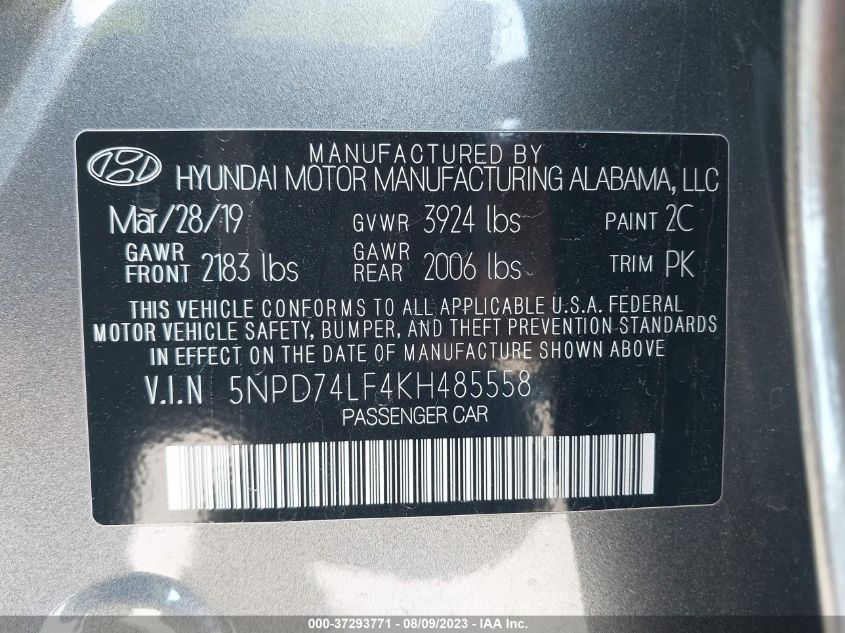 MANUFACTURED BY
HYUNDAI MOTOR MANUFACTURING ALABAMA, LLC
Mar/28/19 GVWR 3924 lbs PAINT 2C
GAWR FRONT 2183 lbs GAWR REAR 2006 lbs TRIM PK
THIS VEHICLE CONFORMS TO ALL APPLICABLE U.S.A. FEDERAL
MOTOR VEHICLE SAFETY, BUMPER, AND THEFT PREVENTION STANDARDS
IN EFFECT ON THE DATE OF MANUFACTURE SHOWN ABOVE
V.I.N 5NPD74LF4KH485558
PASSENGER CAR
000-37293771 - 08/09/2023 - IAA Inc.